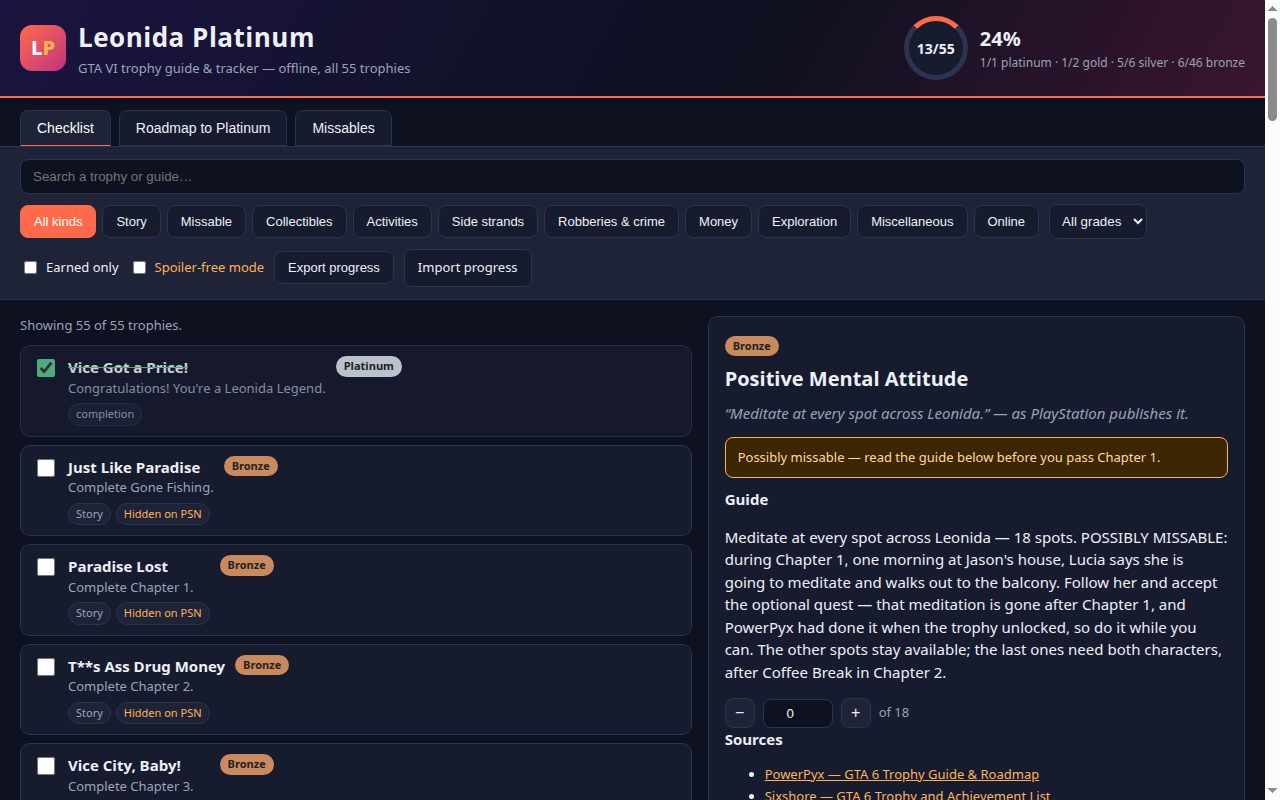 LP
Leonida Platinum
GTA VI trophy guide & tracker — offline, all 55 trophies
13/55
24%
1/1 platinum · 1/2 gold · 5/6 silver · 6/46 bronze
Checklist
Roadmap to Platinum
Missables
Search a trophy or guide…
All kinds
Story
Missable
Collectibles
Activities
Side strands
Robberies & crime
Money
Exploration
Miscellaneous
Online
All grades
Earned only
Spoiler-free mode
Export progress
Import progress
Showing 55 of 55 trophies.
Vice Got a Price!
Platinum
Congratulations! You're a Leonida Legend.
completion
Just Like Paradise
Bronze
Complete Gone Fishing.
Story
Hidden on PSN
Paradise Lost
Bronze
Complete Chapter 1.
Story
Hidden on PSN
T**s Ass Drug Money
Bronze
Complete Chapter 2.
Story
Hidden on PSN
Vice City, Baby!
Bronze
Complete Chapter 3.
Bronze
Positive Mental Attitude
“Meditate at every spot across Leonida.” — as PlayStation publishes it.
Possibly missable — read the guide below before you pass Chapter 1.
Guide
Meditate at every spot across Leonida — 18 spots. POSSIBLY MISSABLE:
during Chapter 1, one morning at Jason's house, Lucia says she is
going to meditate and walks out to the balcony. Follow her and accept
the optional quest — that meditation is gone after Chapter 1, and
PowerPyx had done it when the trophy unlocked, so do it while you
can. The other spots stay available; the last ones need both characters,
after Coffee Break in Chapter 2.
− 0 + of 18
Sources
PowerPyx — GTA 6 Trophy Guide & Roadmap
Sixshore — GTA 6 Trophy and Achievement List